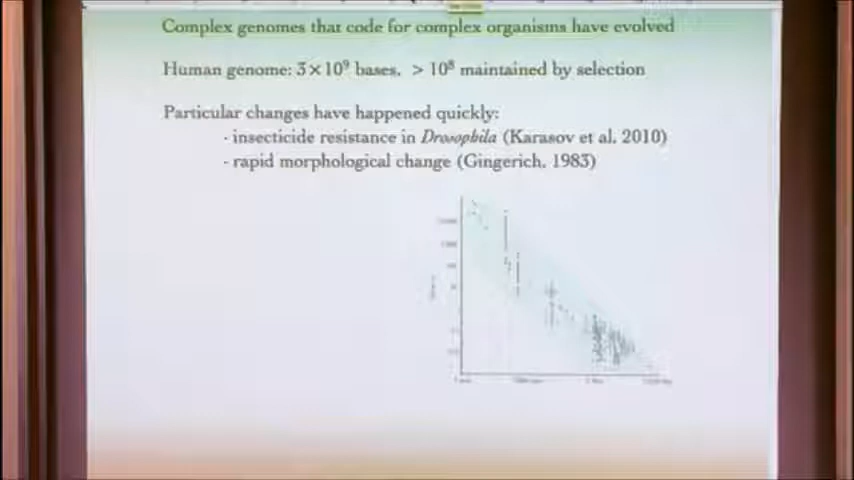 Complex genomes that code for complex organisms have evolved
Human genome: 3×10⁹ bases, > 10⁸ maintained by selection
Particular changes have happened quickly:
- insecticide resistance in Drosophila (Karasov et al. 2010)
- rapid morphological change (Gingerich, 1983)